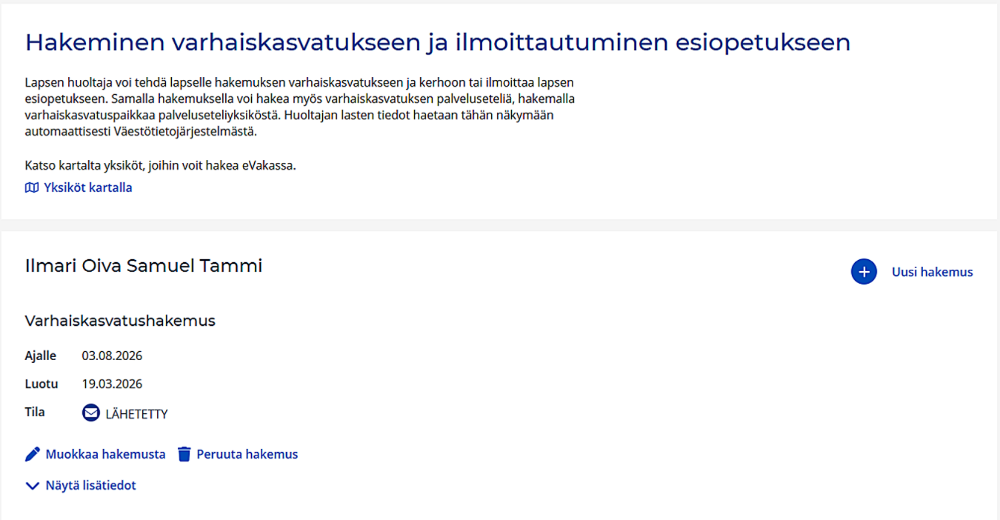 Hakeminen varhaiskasvatukseen ja ilmoittautuminen esiopetukseen
Lapsen huoltaja voi tehdä lapselle hakemuksen varhaiskasvatukseen ja kerhoon tai ilmoittaa lapsen
esiopetukseen. Samalla hakemuksella voi hakea myös varhaiskasvatuksen palveluseteliä, hakemalla
varhaiskasvatuspaikkaa palveluseteliyksiköstä. Huoltajan lasten tiedot haetaan tähän näkymään
automaattisesti Väestötietojärjestelmästä.
Katso kartalta yksiköt, joihin voit hakea eVakassa.
Yksiköt kartalla
Ilmari Oiva Samuel Tammi
Uusi hakemus
Varhaiskasvatushakemus
Ajalle 03.08.2026
Luotu 19.03.2026
Tila LÄHETETTY
Muokkaa hakemusta Peruuta hakemus
Näytä lisätiedot